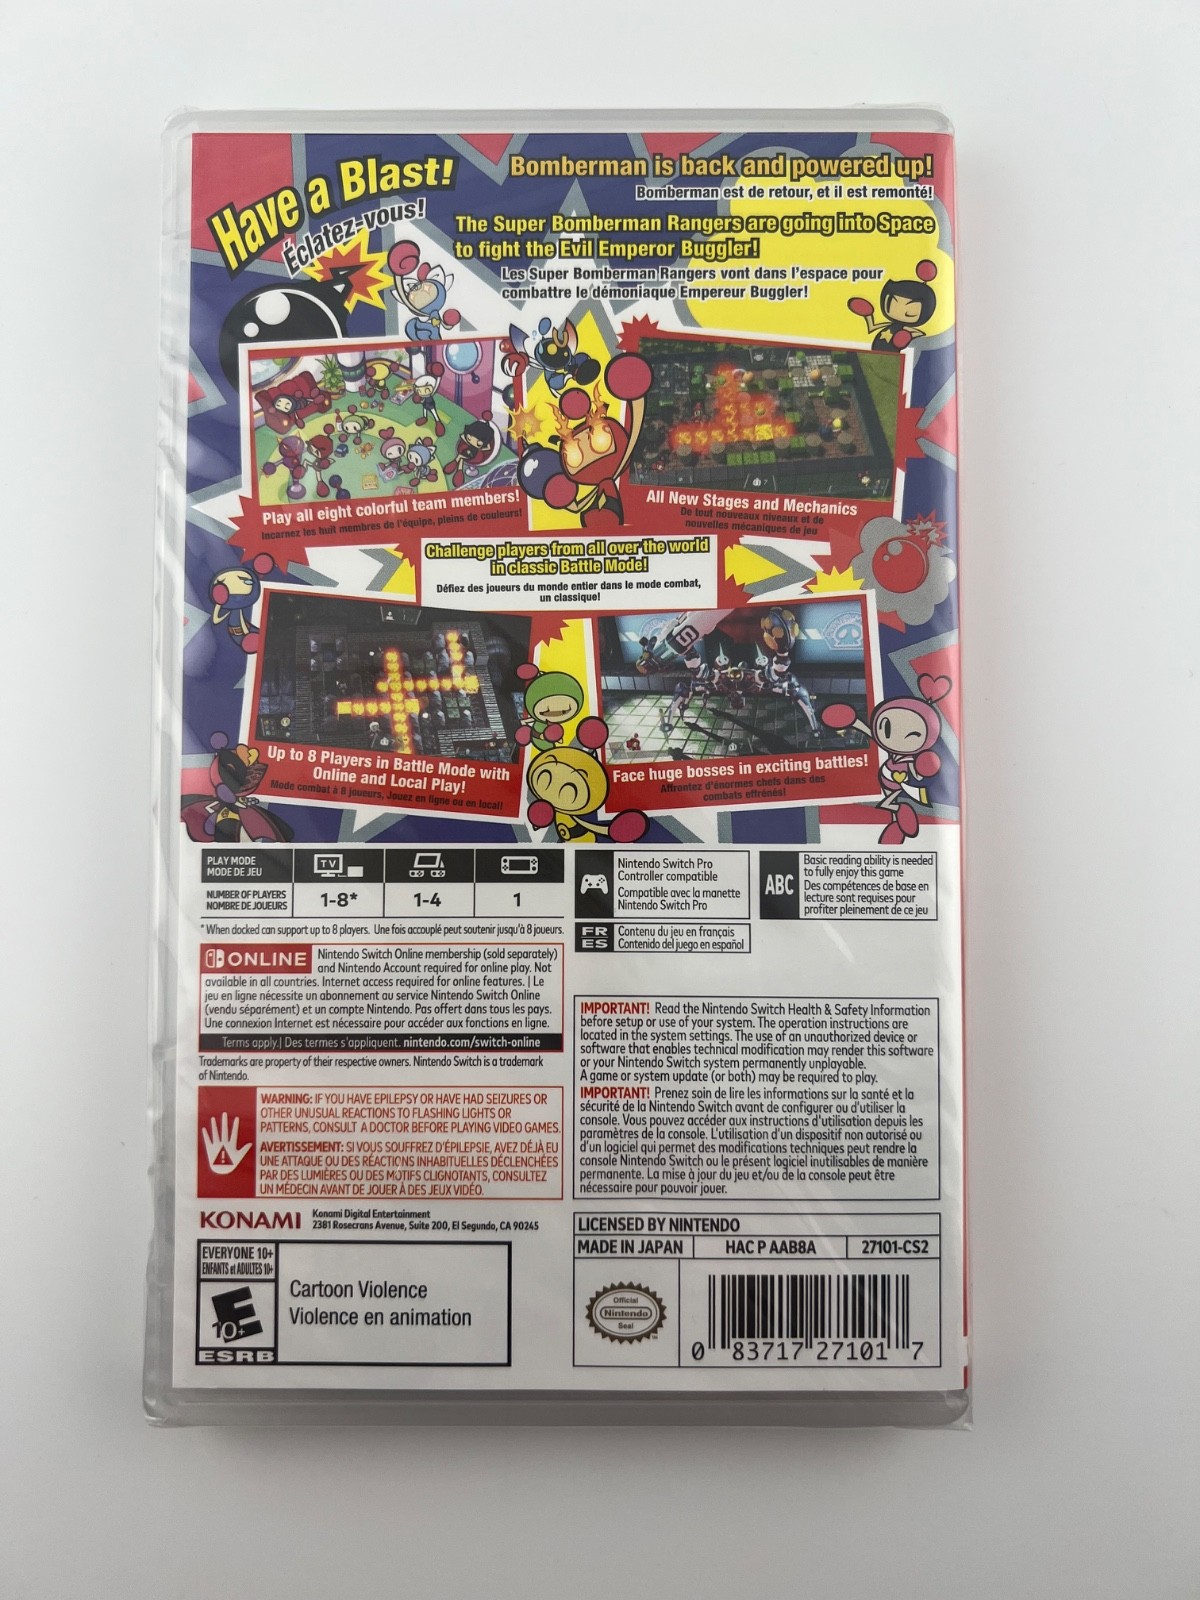 Have a Blast!
Éclatez-vous!
Bomberman is back and powered up!
Bomberman est de retour, et il est remonté!
The Super Bomberman Rangers are going into Space
to fight the Evil Emperor Buggler!
Les Super Bomberman Rangers vont dans l'espace pour
combattre le démoniaque Empereur Buggler!
Play all eight colorful team members!
Incarnez les huit membres de l'équipe, pleins de couleurs!
All New Stages and Mechanics
De tout nouveaux niveaux et de
nouvelles mécaniques de jeu
Challenge players from all over the world
in classic Battle Mode!
Défiez des joueurs du monde entier dans le mode combat,
un classique!
Up to 8 Players in Battle Mode with
Online and Local Play!
Mode combat à 8 joueurs, Jouez en ligne ou en local!
Face huge bosses in exciting battles!
Affrontez d'énormes chefs dans des
combats effrénés!
PLAY MODE
MODE DE JEU
TV
NUMBER OF PLAYERS
NOMBRE DE JOUEURS
1-8*
1-4
1
* When docked can support up to 8 players. Une fois accouplé peut soutenir jusqu'à 8 joueurs.
Nintendo Switch Pro
Controller compatible
Compatible avec la manette
Nintendo Switch Pro
ABC
Basic reading ability is needed
to fully enjoy this game
Des compétences de base en
lecture sont requises pour
profiter pleinement de ce jeu
FR Contenu du jeu en français
ES Contenido del juego en español
ONLINE Nintendo Switch Online membership (sold separately)
and Nintendo Account required for online play. Not
available in all countries. Internet access required for online features. | Le
jeu en ligne nécessite un abonnement au service Nintendo Switch Online
(vendu séparément) et un compte Nintendo. Pas offert dans tous les pays.
Une connexion Internet est nécessaire pour accéder aux fonctions en ligne.
Terms apply.| Des termes s'appliquent. nintendo.com/switch-online
Trademarks are property of their respective owners. Nintendo Switch is a trademark
of Nintendo.
WARNING: IF YOU HAVE EPILEPSY OR HAVE HAD SEIZURES OR
OTHER UNUSUAL REACTIONS TO FLASHING LIGHTS OR
PATTERNS, CONSULT A DOCTOR BEFORE PLAYING VIDEO GAMES.
AVERTISSEMENT: SI VOUS SOUFFREZ D'ÉPILEPSIE, AVEZ DÉJÀ EU
UNE ATTAQUE OU DES RÉACTIONS INHABITUELLES DÉCLENCHÉES
PAR DES LUMIÈRES OU DES MOTIFS CLIGNOTANTS, CONSULTEZ
UN MÉDECIN AVANT DE JOUER À DES JEUX VIDÉO.
IMPORTANT! Read the Nintendo Switch Health & Safety Information
before setup or use of your system. The operation instructions are
located in the system settings. The use of an unauthorized device or
software that enables technical modification may render this software
or your Nintendo Switch system permanently unplayable.
A game or system update (or both) may be required to play.
IMPORTANT! Prenez soin de lire les informations sur la santé et la
sécurité de la Nintendo Switch avant de configurer ou d'utiliser la
console. Vous pouvez accéder aux instructions d'utilisation depuis les
paramètres de la console. L'utilisation d'un dispositif non autorisé ou
d'un logiciel qui permet des modifications techniques peut rendre la
console Nintendo Switch ou le présent logiciel inutilisables de manière
permanente. La mise à jour du jeu et/ou de la console peut être
nécessaire pour pouvoir jouer.
KONAMI
Konami Digital Entertainment
2381 Rosecrans Avenue, Suite 200, El Segundo, CA 90245
EVERYONE 10+
ENFANTS et ADULTES 10+
E
10+
ESRB
Cartoon Violence
Violence en animation
LICENSED BY NINTENDO
MADE IN JAPAN
HAC P AAB8A
27101-CS2
Official
Nintendo
Seal
0 83717 27101 7